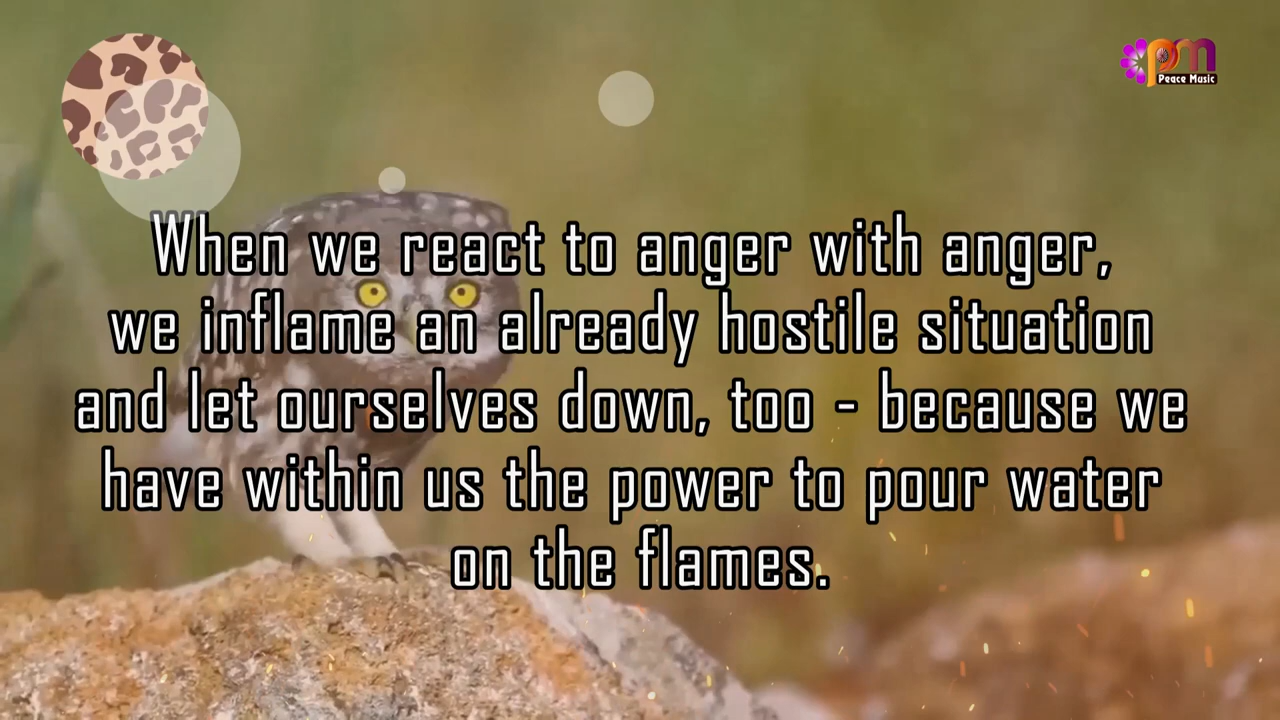 pm
Peace Music
When we react to anger with anger,
we inflame an already hostile situation
and let ourselves down, too - because we
have within us the power to pour water
on the flames.